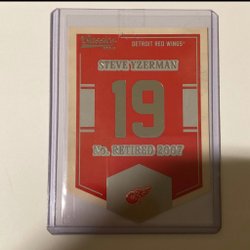 DETROIT RED WINGS®
STEVE YZERMAN
19
No. RETIRED 2007